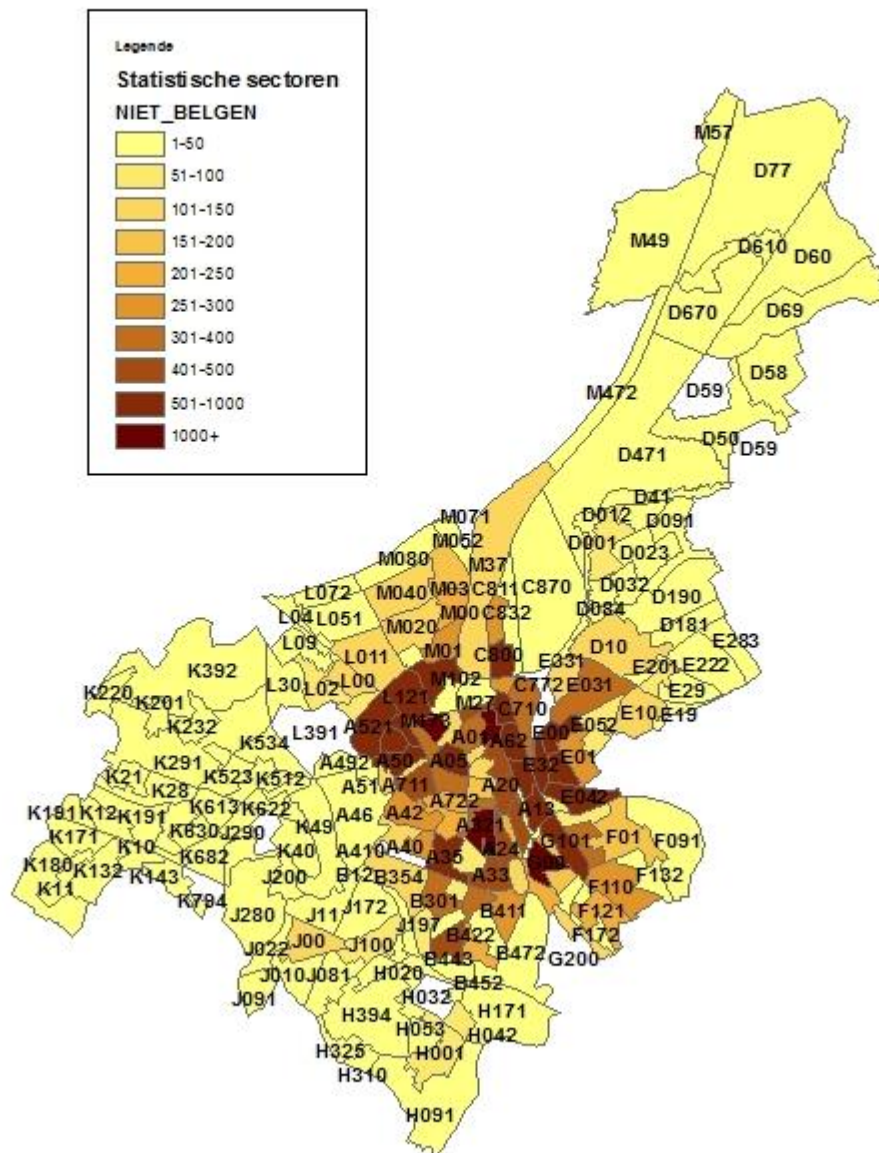 Legende
Statistische sectoren
NIET_BELGEN
1-50
51-100
101-150
151-200
201-250
251-300
301-400
401-500
501-1000
1000+
M57
D77
M49
D610
D60
D670
D69
D58
D59
M472
D50
D59
D471
D41
M071
D012
D091
M052
D001
D023
M080
M37
L072
M03
C811
C870
D032
M040
L04
L051
M00
C832
D084
D190
M020
D181
L09
M01
D10
E283
L011
C800
E331
E201
E222
K392
L00
M102
C772
E031
L30
L02
L121
M27
C710
E29
K220
K201
E10
E19
K232
A521
A01
A62
E00
E052
L391
K534
A492
A50
A05
E32
E01
K291
K21
K523
K512
A51
A711
A20
E042
K28
A722
K191
K12
K613
K622
A46
A42
A13
K191
K49
A321
F01
K171
K630
J290
G101
F091
K10
K682
K40
A410
A40
A35
A24
K180
K132
K143
J200
B12
B354
A33
F132
K11
F110
K794
B301
B411
F121
J280
J11
J172
J197
F172
J022
J00
J100
B422
B472
B443
G200
J010
J081
H020
B452
J091
H032
H171
H394
H053
H042
H325
H001
H310
H091